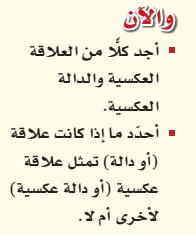 والآن
▪ أجد كلًّا من العلاقة
العكسية والدالة
العكسية.
▪ أحدّد ما إذا كانت علاقة
(أو دالة) تمثل علاقة
عكسية (أو دالة عكسية)
لأخرى أم لا.